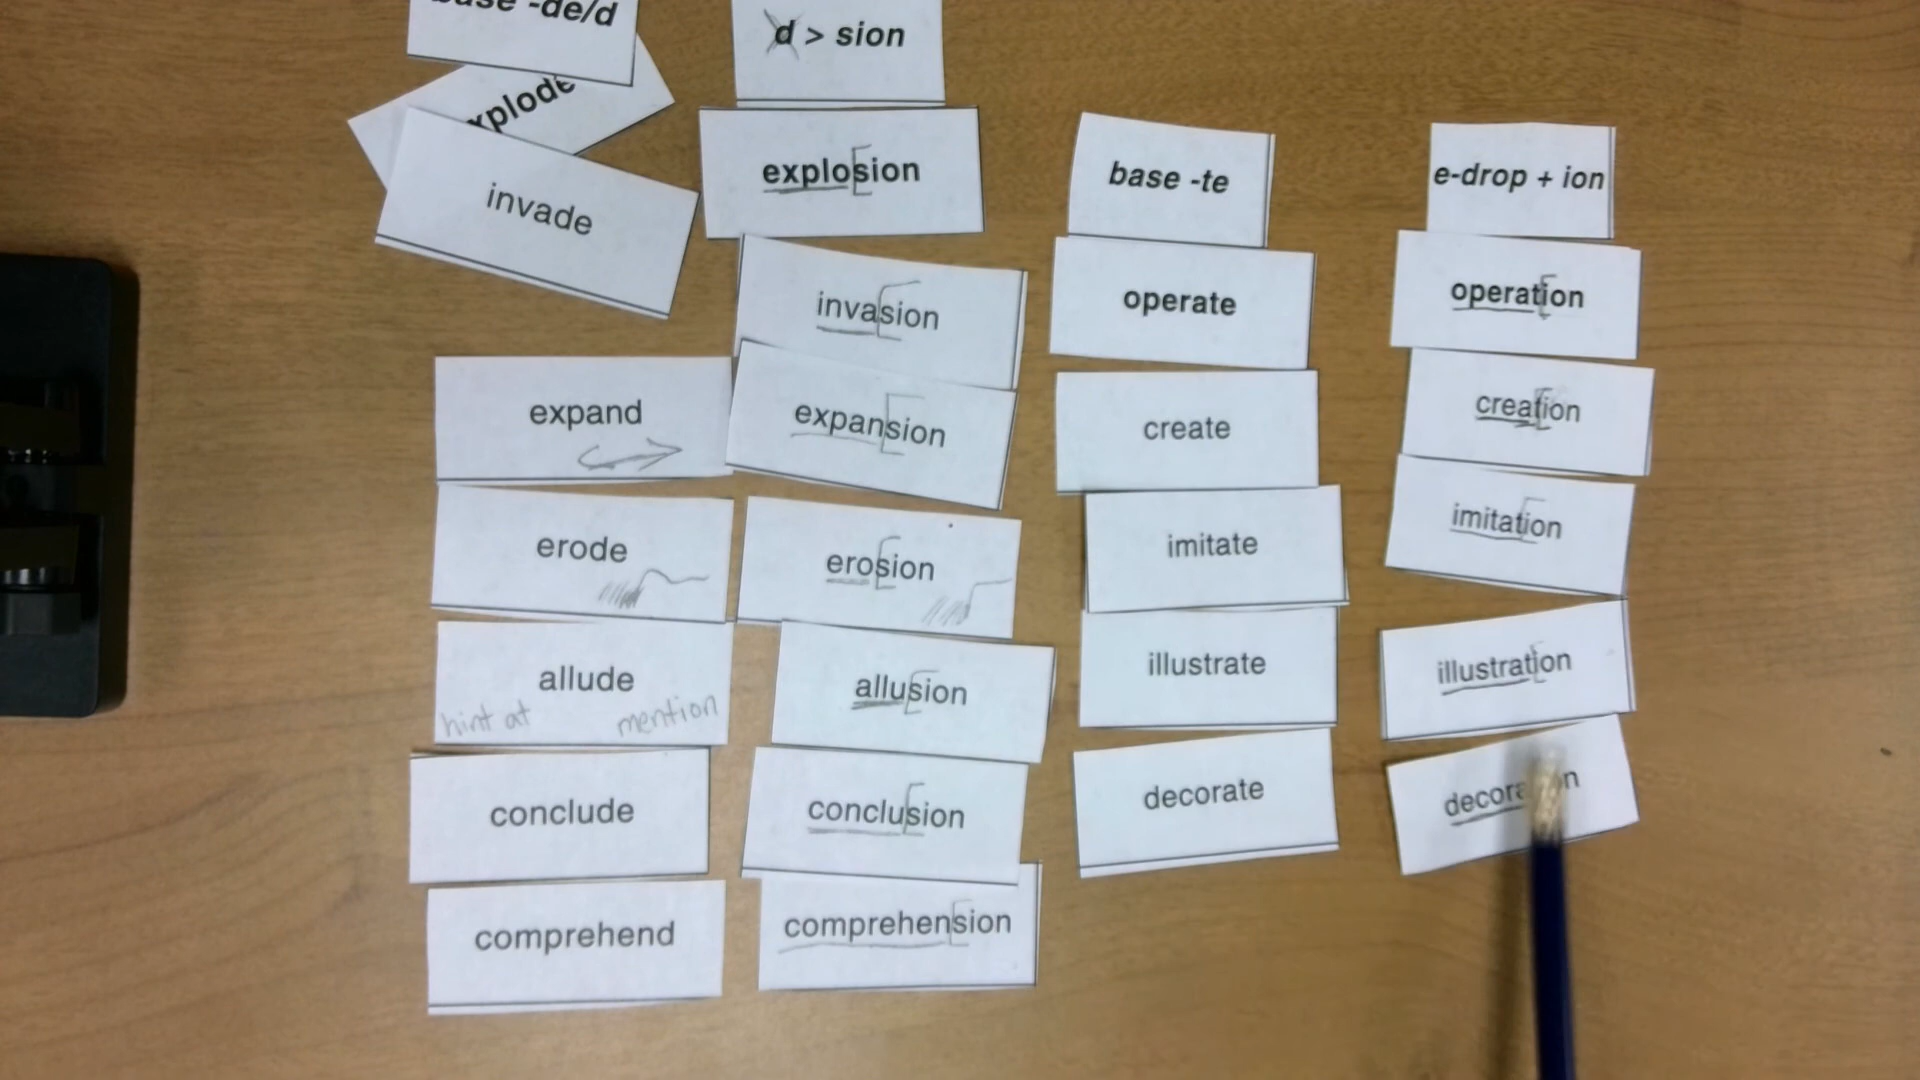 base -de/d
d > sion
explode
explosion
invade
invasion
base -te
e-drop + ion
operate
operation
expand
expansion
create
creation
erode
erosion
imitate
imitation
allude
hint at mention
allusion
illustrate
illustration
conclude
conclusion
decorate
comprehend
comprehension